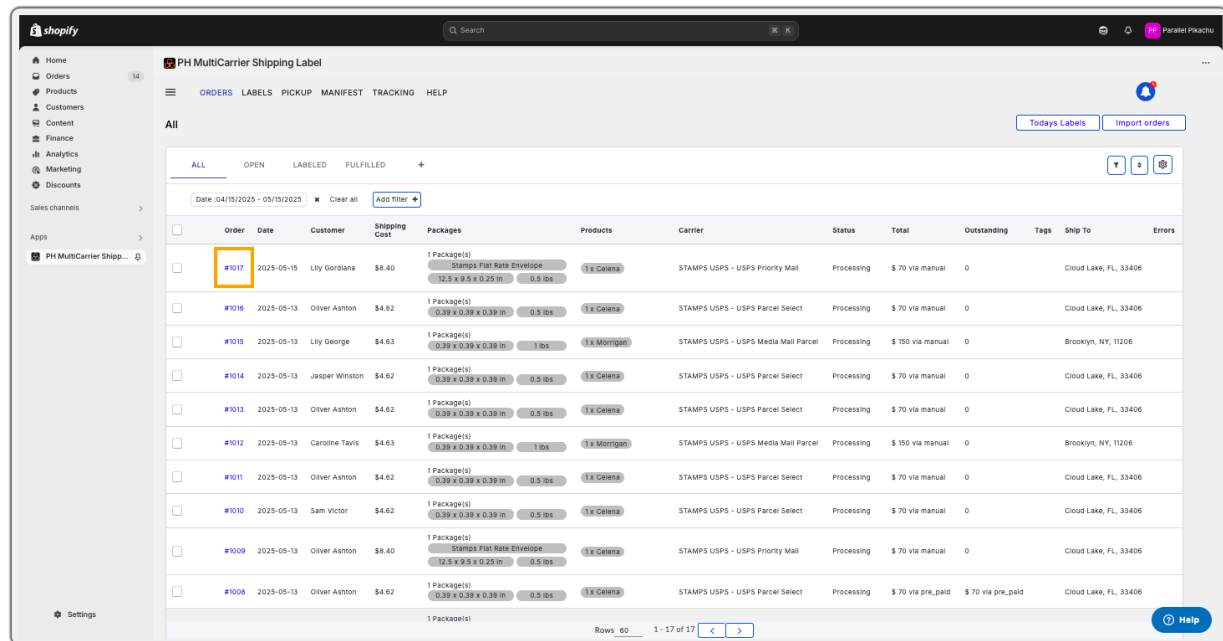 shopify
Search
⌘ K
PP Parallel Pikachu
Home
Orders 14
Products
Customers
Content
Finance
Analytics
Marketing
Discounts
Sales channels
Apps
PH MultiCarrier Shipp...
Settings
PH MultiCarrier Shipping Label
ORDERS LABELS PICKUP MANIFEST TRACKING HELP
All
Todays Labels Import orders
ALL OPEN LABELED FULFILLED +
Date :04/15/2025 - 05/15/2025 × Clear all Add filter +
Order Date Customer Shipping Cost Packages Products Carrier Status Total Outstanding Tags Ship To Errors
1 Package(s)
Stamps Flat Rate Envelope
#1017 2025-05-15 Lily Gordiana $8.40 12.5 x 9.5 x 0.25 in 0.5 lbs 1 x Celena STAMPS USPS - USPS Priority Mail Processing $ 70 via manual 0 Cloud Lake, FL, 33406
1 Package(s)
#1016 2025-05-13 Oliver Ashton $4.62 0.39 x 0.39 x 0.39 in 0.5 lbs 1 x Celena STAMPS USPS - USPS Parcel Select Processing $ 70 via manual 0 Cloud Lake, FL, 33406
1 Package(s)
#1015 2025-05-13 Lily George $4.63 0.39 x 0.39 x 0.39 in 1 lbs 1 x Morrigan STAMPS USPS - USPS Media Mail Parcel Processing $ 150 via manual 0 Brooklyn, NY, 11206
1 Package(s)
#1014 2025-05-13 Jasper Winston $4.62 0.39 x 0.39 x 0.39 in 0.5 lbs 1 x Celena STAMPS USPS - USPS Parcel Select Processing $ 70 via manual 0 Cloud Lake, FL, 33406
1 Package(s)
#1013 2025-05-13 Oliver Ashton $4.62 0.39 x 0.39 x 0.39 in 0.5 lbs 1 x Celena STAMPS USPS - USPS Parcel Select Processing $ 70 via manual 0 Cloud Lake, FL, 33406
1 Package(s)
#1012 2025-05-13 Caroline Tavis $4.63 0.39 x 0.39 x 0.39 in 1 lbs 1 x Morrigan STAMPS USPS - USPS Media Mail Parcel Processing $ 150 via manual 0 Brooklyn, NY, 11206
1 Package(s)
#1011 2025-05-13 Oliver Ashton $4.62 0.39 x 0.39 x 0.39 in 0.5 lbs 1 x Celena STAMPS USPS - USPS Parcel Select Processing $ 70 via manual 0 Cloud Lake, FL, 33406
1 Package(s)
#1010 2025-05-13 Sam Victor $4.62 0.39 x 0.39 x 0.39 in 0.5 lbs 1 x Celena STAMPS USPS - USPS Parcel Select Processing $ 70 via manual 0 Cloud Lake, FL, 33406
1 Package(s)
Stamps Flat Rate Envelope
#1009 2025-05-13 Oliver Ashton $8.40 12.5 x 9.5 x 0.25 in 0.5 lbs 1 x Celena STAMPS USPS - USPS Priority Mail Processing $ 70 via manual 0 Cloud Lake, FL, 33406
1 Package(s)
#1008 2025-05-13 Oliver Ashton $4.62 0.39 x 0.39 x 0.39 in 0.5 lbs 1 x Celena STAMPS USPS - USPS Parcel Select Processing $ 70 via pre_paid $ 70 via pre_paid Cloud Lake, FL, 33406
1 Package(s)
Rows 60 1 - 17 of 17
Help